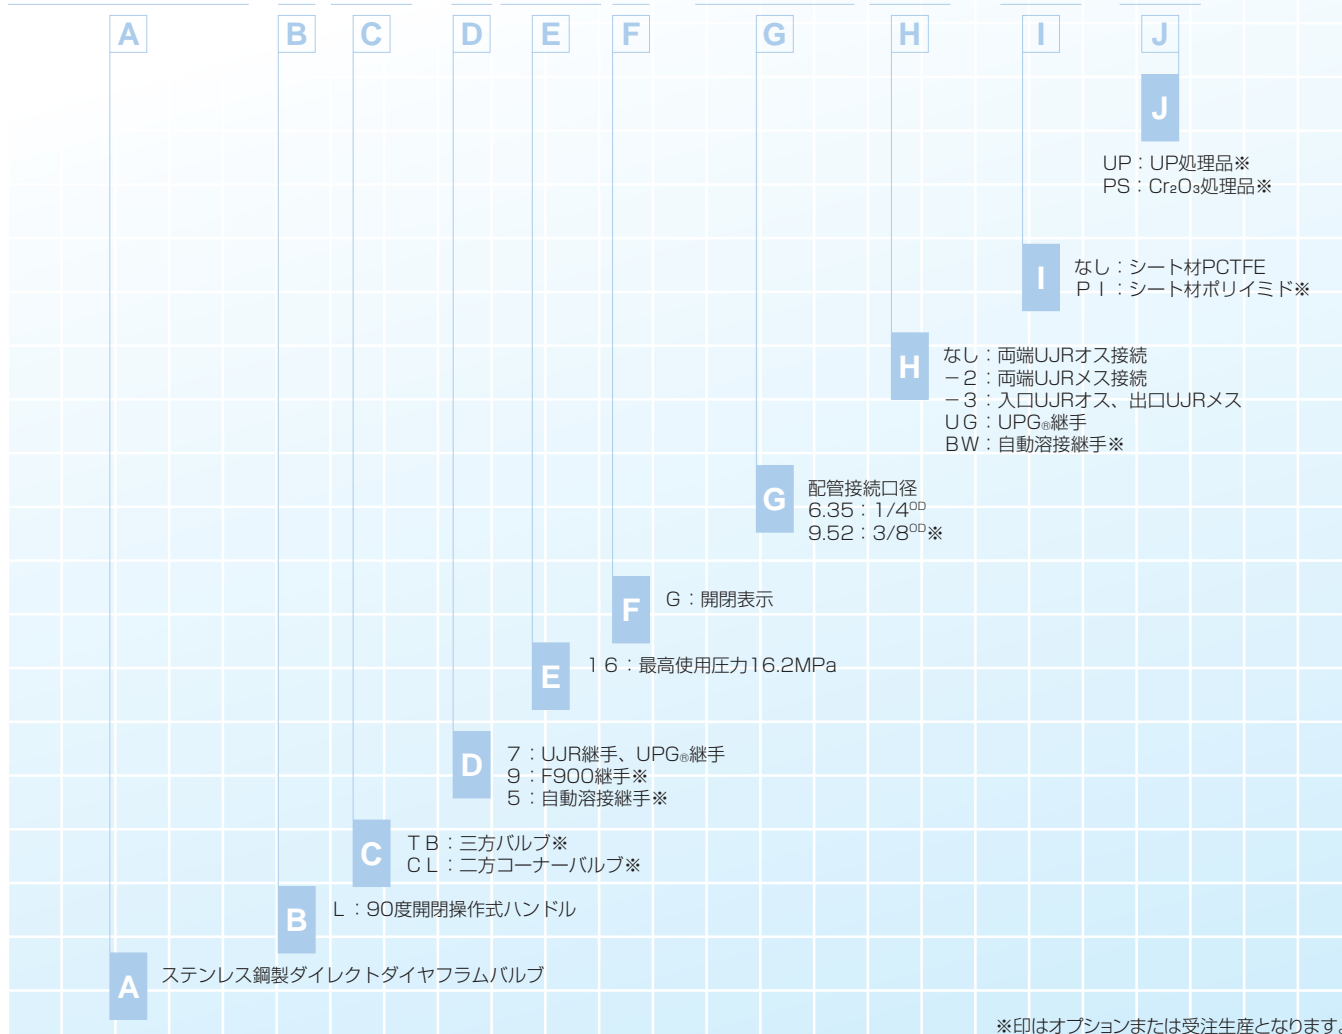 A B C D E F G H I J
J
UP：UP処理品※
PS：Cr₂O₃処理品※
I
なし：シート材PCTFE
ＰＩ：シート材ポリイミド※
H
なし：両端UJRオス接続
－２：両端UJRメス接続
－３：入口UJRオス、出口UJRメス
ＵＧ：UPG®継手
ＢＷ：自動溶接継手※
G
配管接続口径
6.35：1/4ᴼᴰ
9.52：3/8ᴼᴰ※
F
G：開閉表示
E
１６：最高使用圧力16.2MPa
D
7：UJR継手、UPG®継手
9：F900継手※
5：自動溶接継手※
C
ＴＢ：三方バルブ※
ＣＬ：二方コーナーバルブ※
B
L：90度開閉操作式ハンドル
A
ステンレス鋼製ダイレクトダイヤフラムバルブ
※印はオプションまたは受注生産となります。